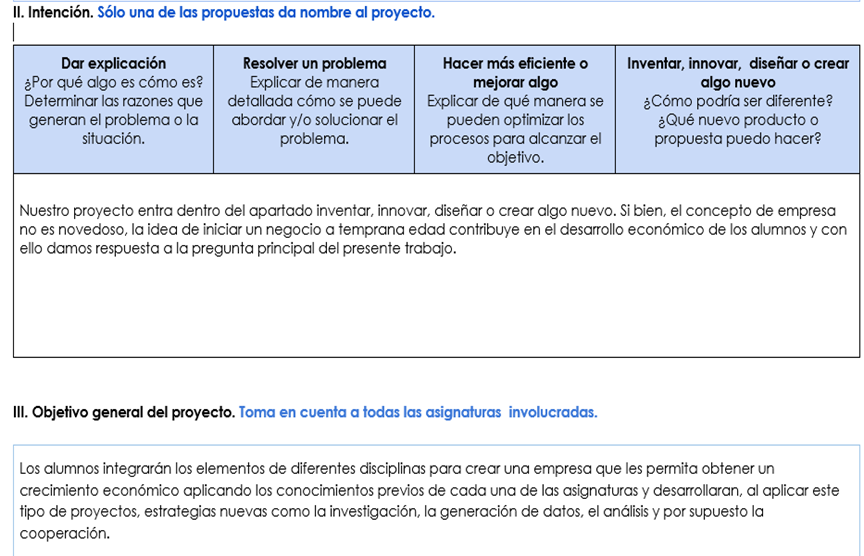 II. Intención. Sólo una de las propuestas da nombre al proyecto.
Dar explicación
¿Por qué algo es cómo es?
Determinar las razones que
generan el problema o la
situación.
Resolver un problema
Explicar de manera
detallada cómo se puede
abordar y/o solucionar el
problema.
Hacer más eficiente o
mejorar algo
Explicar de qué manera se
pueden optimizar los
procesos para alcanzar el
objetivo.
Inventar, innovar, diseñar o crear
algo nuevo
¿Cómo podría ser diferente?
¿Qué nuevo producto o
propuesta puedo hacer?
Nuestro proyecto entra dentro del apartado inventar, innovar, diseñar o crear algo nuevo. Si bien, el concepto de empresa
no es novedoso, la idea de iniciar un negocio a temprana edad contribuye en el desarrollo económico de los alumnos y con
ello damos respuesta a la pregunta principal del presente trabajo.
III. Objetivo general del proyecto. Toma en cuenta a todas las asignaturas involucradas.
Los alumnos integrarán los elementos de diferentes disciplinas para crear una empresa que les permita obtener un
crecimiento económico aplicando los conocimientos previos de cada una de las asignaturas y desarrollaran, al aplicar este
tipo de proyectos, estrategias nuevas como la investigación, la generación de datos, el análisis y por supuesto la
cooperación.